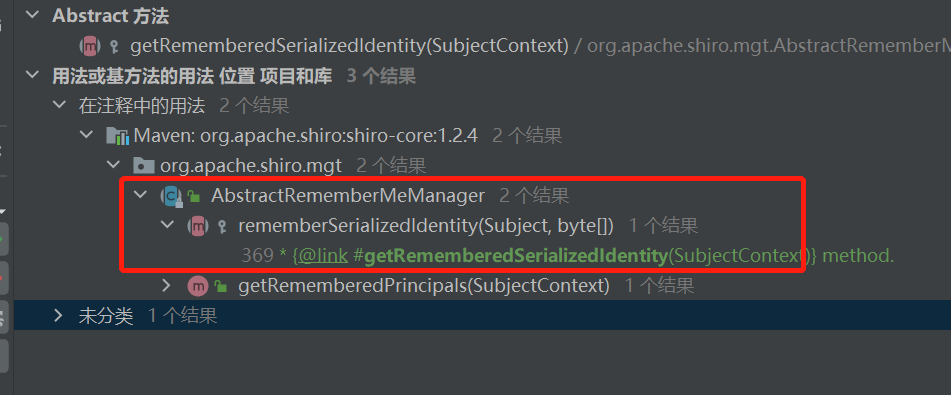 Abstract 方法
getRememberedSerializedIdentity(SubjectContext) / org.apache.shiro.mgt.AbstractRememberM
用法或基方法的用法 位置 项目和库 3 个结果
在注释中的用法 2 个结果
Maven: org.apache.shiro:shiro-core:1.2.4 2 个结果
org.apache.shiro.mgt 2 个结果
AbstractRememberMeManager 2 个结果
rememberSerializedIdentity(Subject, byte[]) 1 个结果
369 * {@link #getRememberedSerializedIdentity(SubjectContext)} method.
getRememberedPrincipals(SubjectContext) 1 个结果
未分类 1 个结果